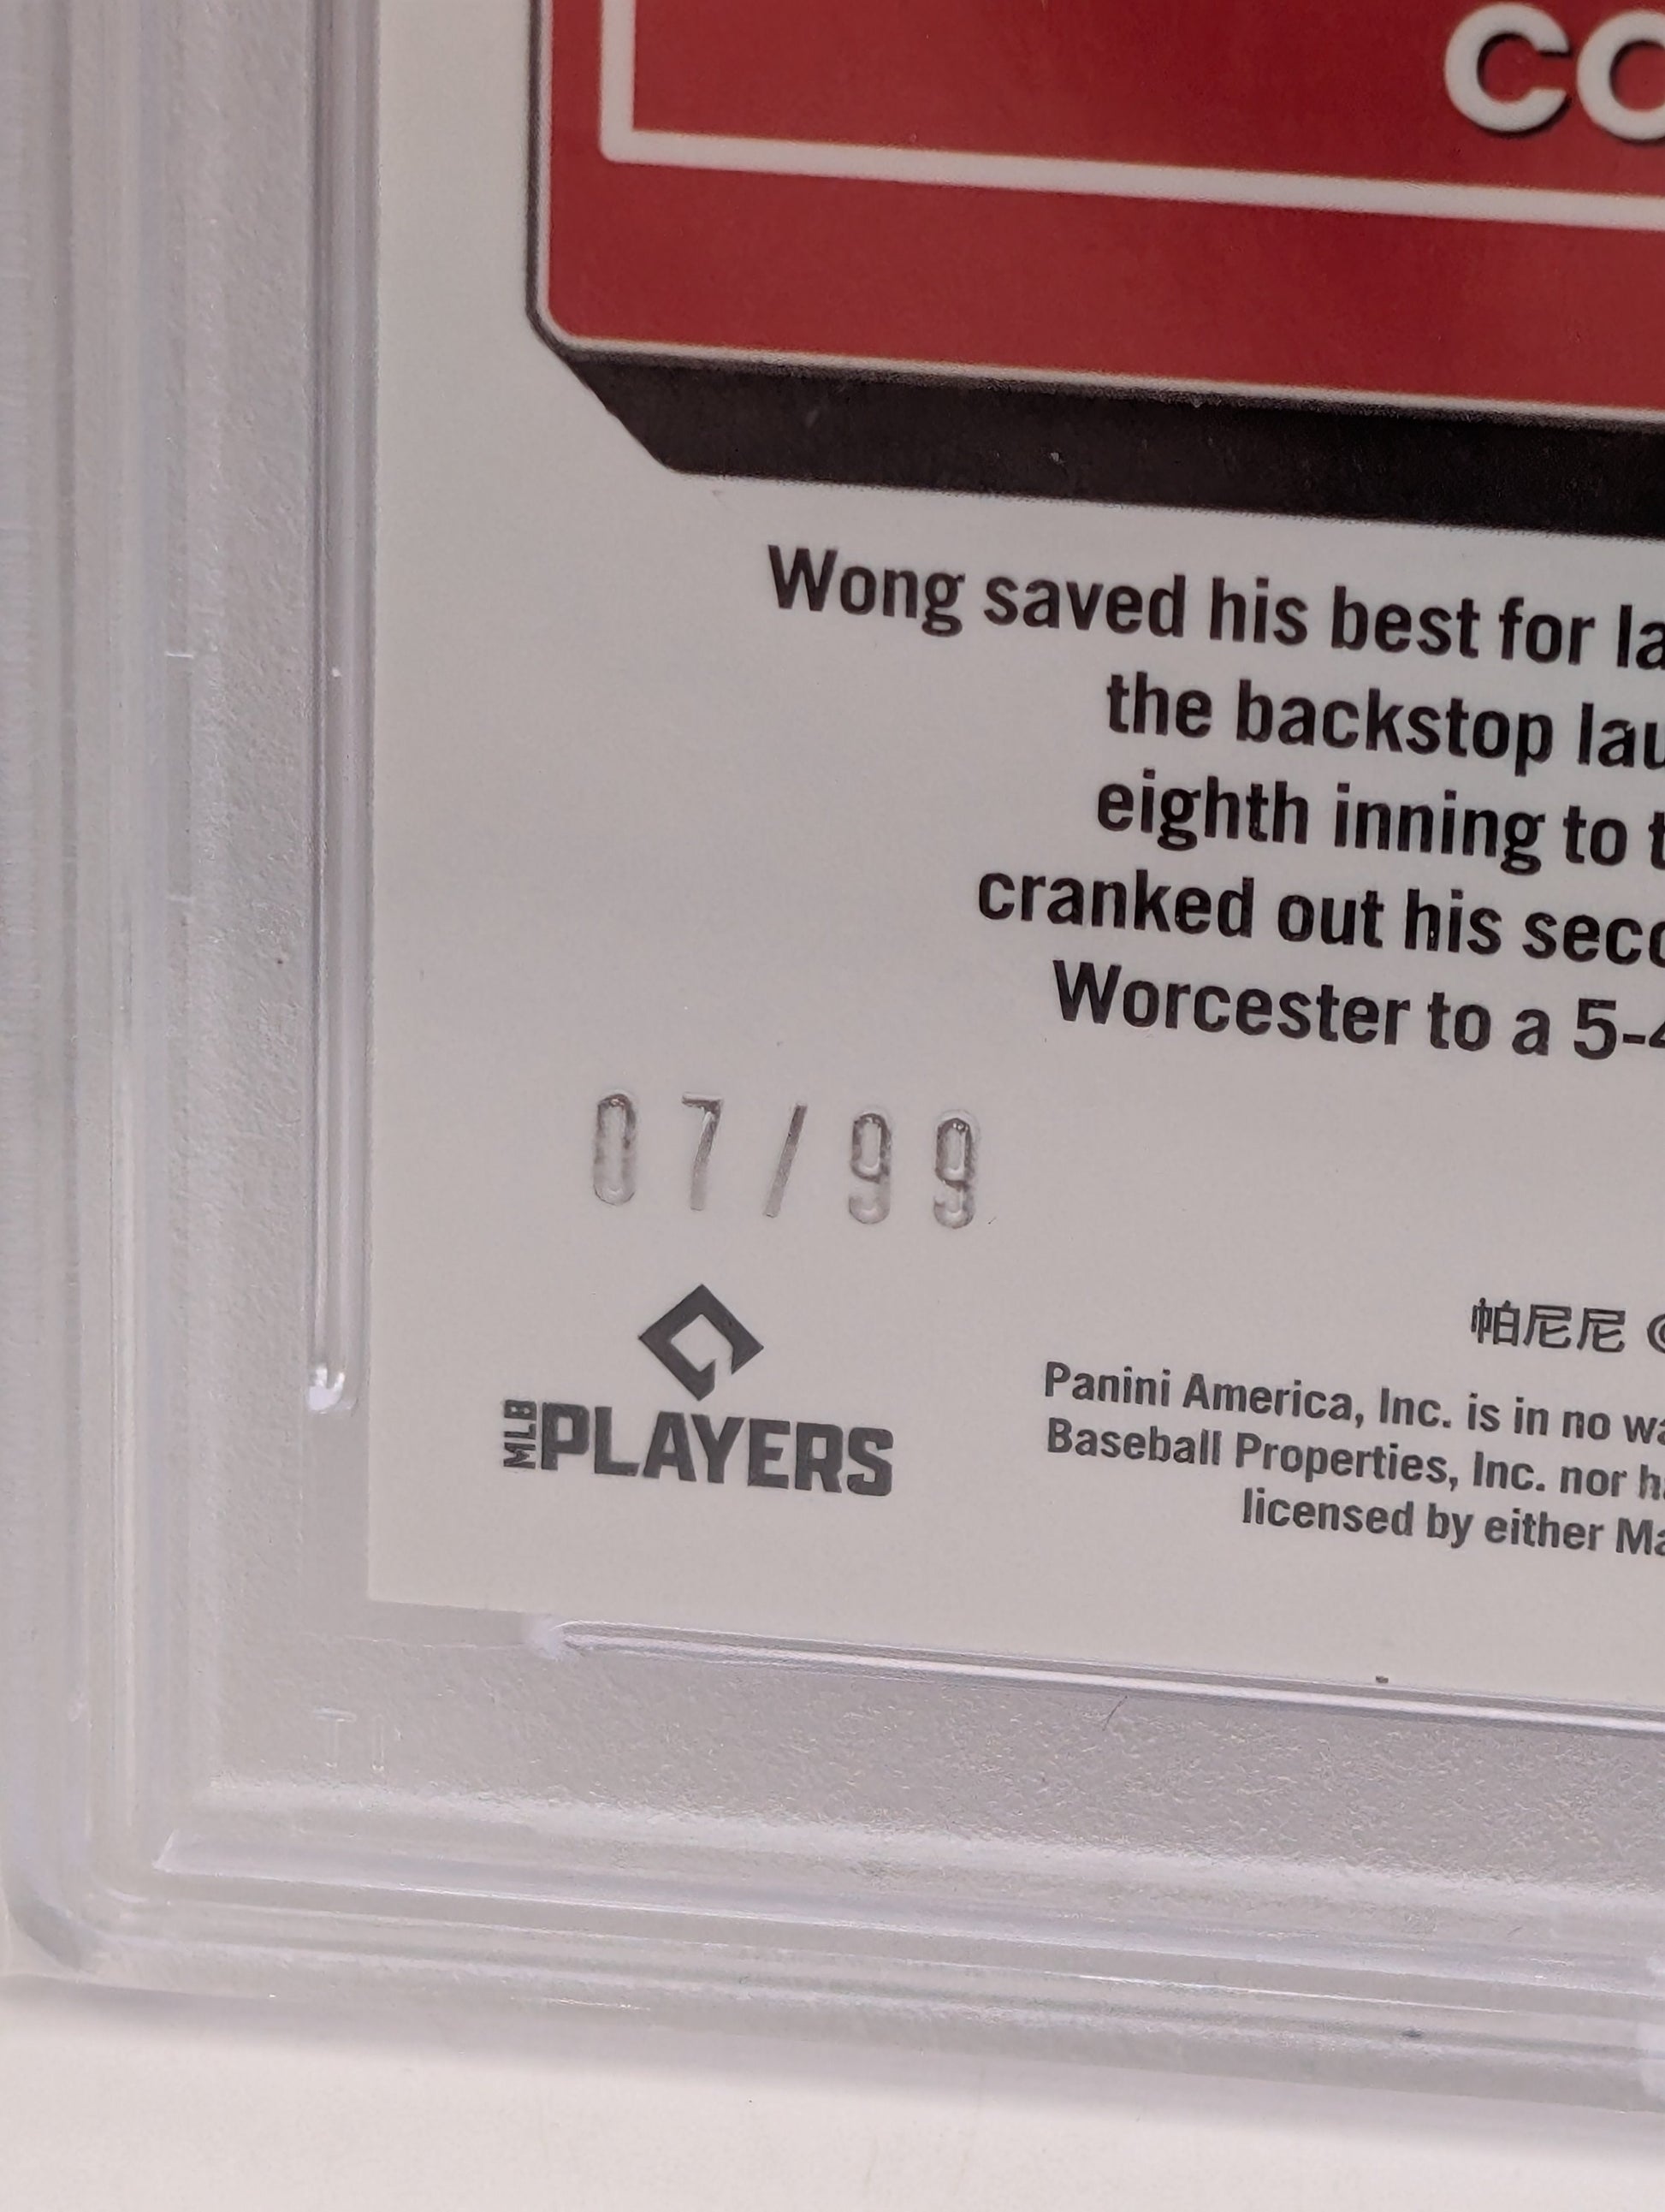 CO
Wong saved his best for la
the backstop lau
eighth inning to t
cranked out his seco
Worcester to a 5-4
07/99
MLB PLAYERS
帕尼尼 ©
Panini America, Inc. is in no wa
Baseball Properties, Inc. nor ha
licensed by either Ma